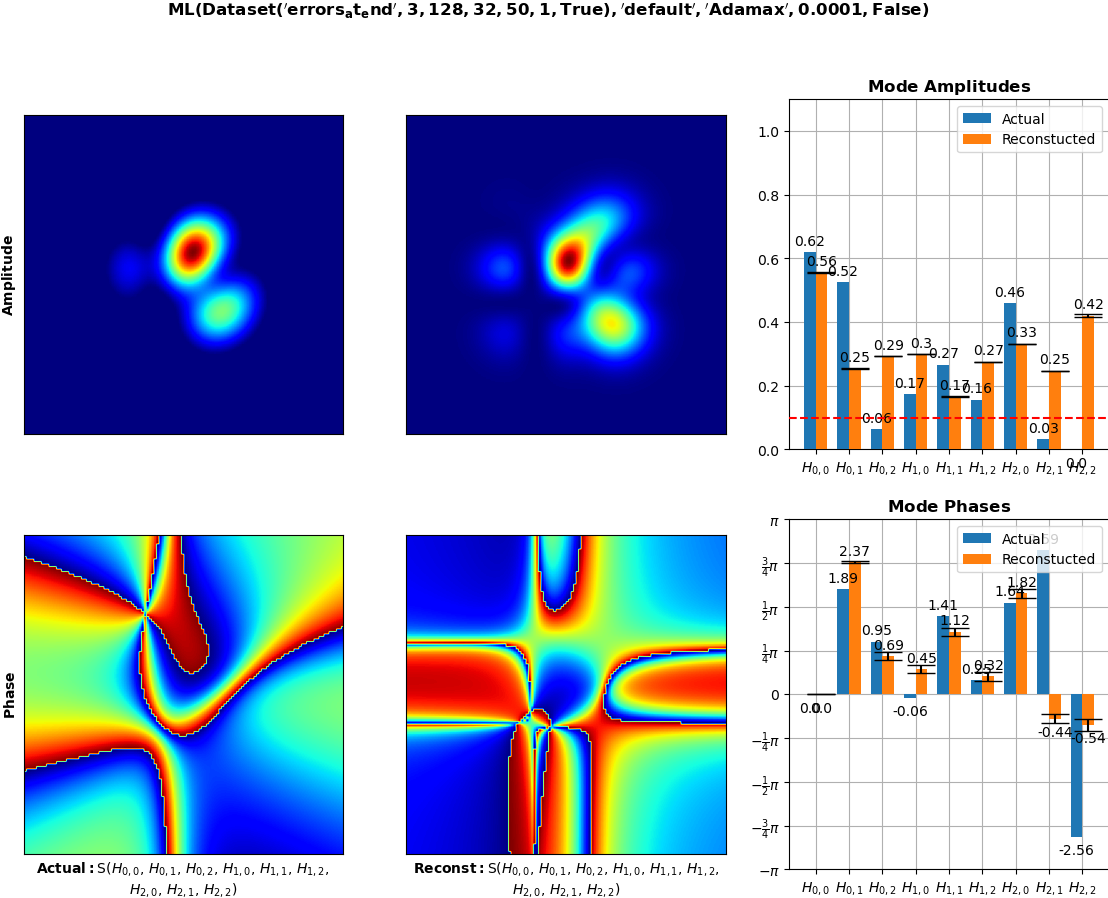 ML(Dataset('errors_at_end', 3, 128, 32, 50, 1, True), 'default', 'Adamax', 0.0001, False)
Mode Amplitudes
Amplitude
Actual
Reconstucted
1.0
0.8
0.6
0.4
0.2
0.0
0.62 0.56 0.52 0.25 0.06 0.29 0.17 0.3 0.27 0.17 0.16 0.27 0.46 0.33 0.03 0.25 0.0 0.42
H0,0 H0,1 H0,2 H1,0 H1,1 H1,2 H2,0 H2,1 H2,2
Mode Phases
Phase
Actual
Reconstucted
π
3/4π
1/2π
1/4π
0
−1/4π
−1/2π
−3/4π
−π
0.0 0.0 1.89 2.37 0.95 0.69 -0.06 0.45 1.41 1.12 0.32 1.64 1.82 -0.44 -2.56 -0.54
H0,0 H0,1 H0,2 H1,0 H1,1 H1,2 H2,0 H2,1 H2,2
Actual: S(H0,0, H0,1, H0,2, H1,0, H1,1, H1,2,
H2,0, H2,1, H2,2)
Reconst: S(H0,0, H0,1, H0,2, H1,0, H1,1, H1,2,
H2,0, H2,1, H2,2)